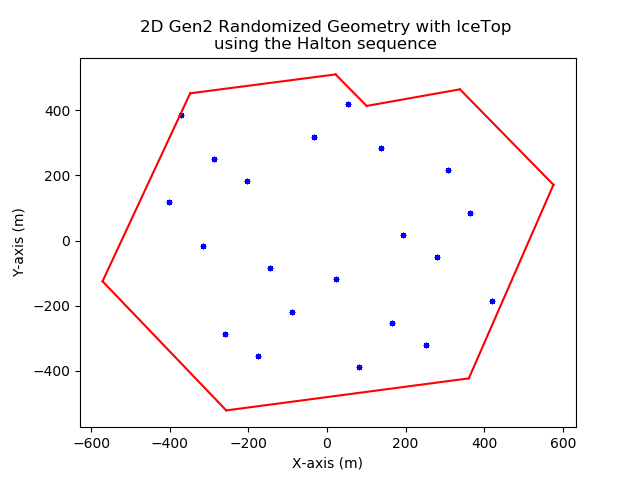 2D Gen2 Randomized Geometry with IceTop
using the Halton sequence
Y-axis (m)
400
200
0
−200
−400
−600 −400 −200 0 200 400 600
X-axis (m)